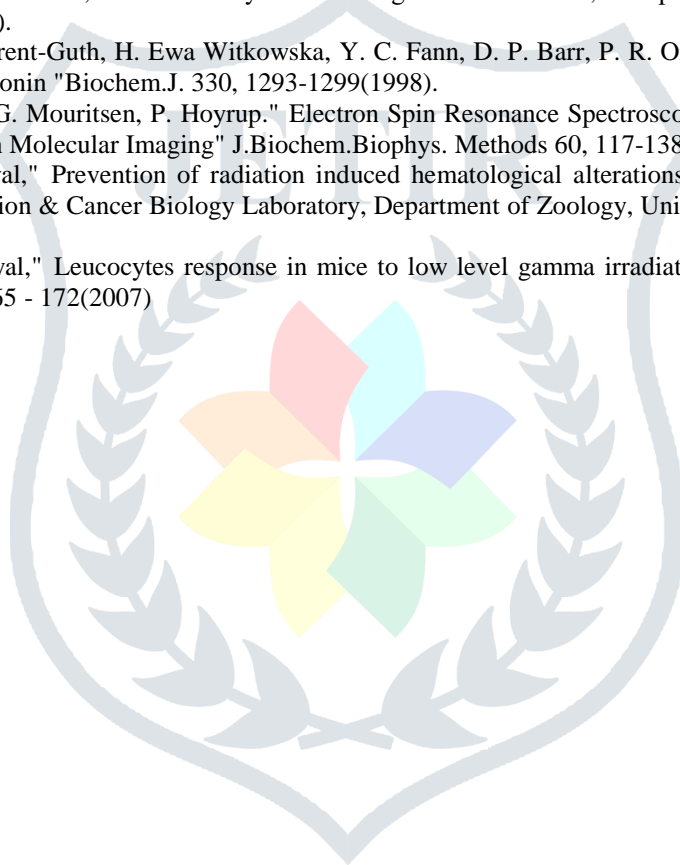 ).
rent-Guth, H. Ewa Witkowska, Y. C. Fann, D. P. Barr, P. R. O
onin "Biochem.J. 330, 1293-1299(1998).
G. Mouritsen, P. Hoyrup." Electron Spin Resonance Spectrosco
n Molecular Imaging" J.Biochem.Biophys. Methods 60, 117-138
val," Prevention of radiation induced hematological alterations
ion & Cancer Biology Laboratory, Department of Zoology, Uni
yal," Leucocytes response in mice to low level gamma irradiat
55 - 172(2007)
JETIR